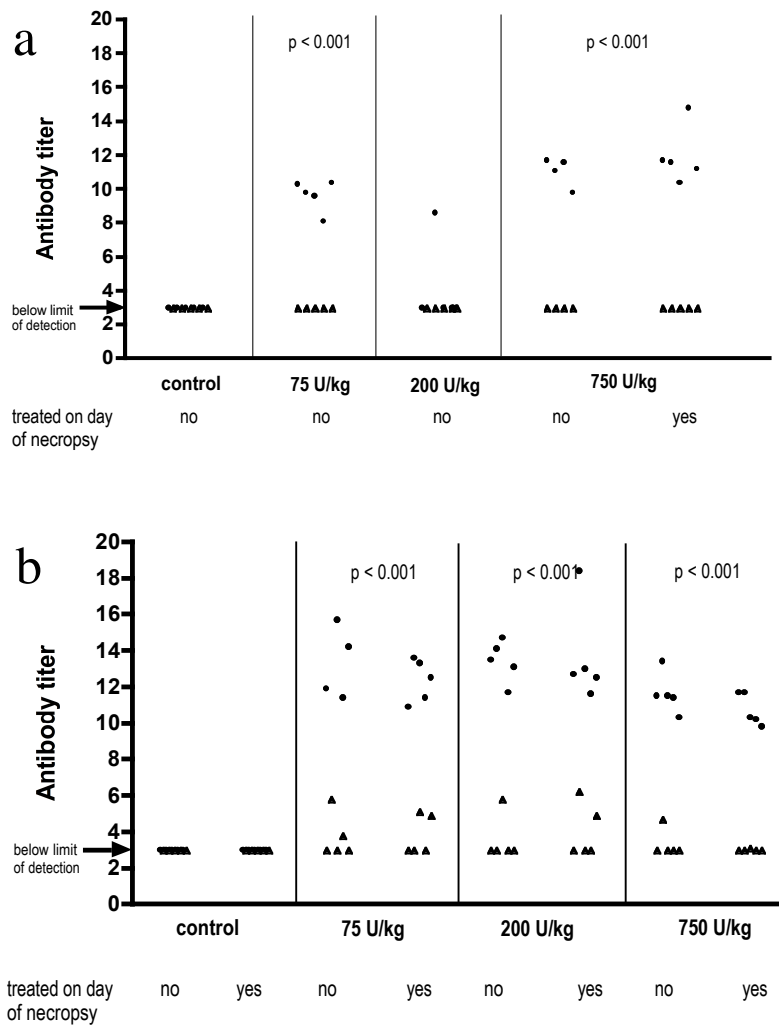 a
20
18
16
14
12
10
8
6
4
2
0
Antibody titer
below limit
of detection
p < 0.001
p < 0.001
control
75 U/kg
200 U/kg
750 U/kg
treated on day
of necropsy
no
no
no
no
yes
b
20
18
16
14
12
10
8
6
4
2
0
Antibody titer
below limit
of detection
p < 0.001
p < 0.001
p < 0.001
control
75 U/kg
200 U/kg
750 U/kg
treated on day
of necropsy
no
yes
no
yes
no
yes
no
yes